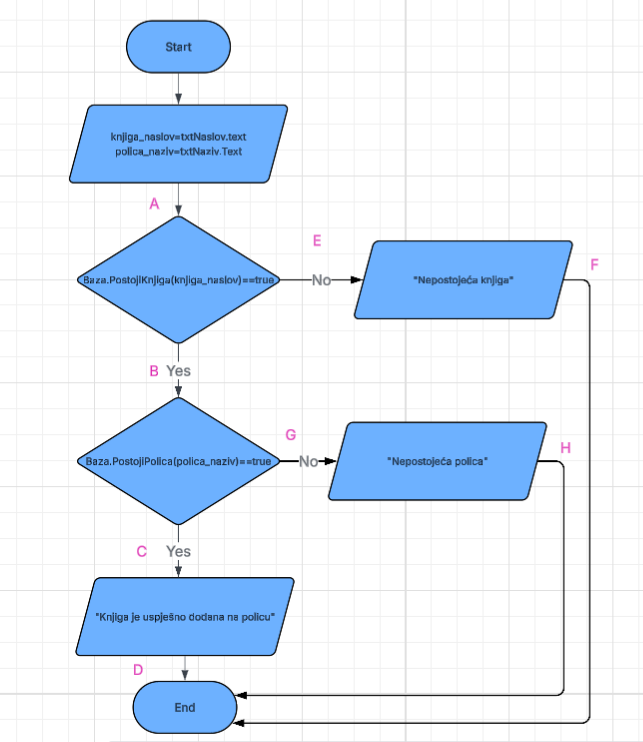 Start
knjiga_naslov=txtNaslov.text
polica_naziv=txtNaziv.Text
A
E
F
Baza.PostojiKnjiga(knjiga_naslov)==true
No
"Nepostojeća knjiga"
B Yes
G
H
Baza.PostojiPolica(polica_naziv)==true
No
"Nepostojeća polica"
C Yes
"Knjiga je uspješno dodana na policu"
D
End